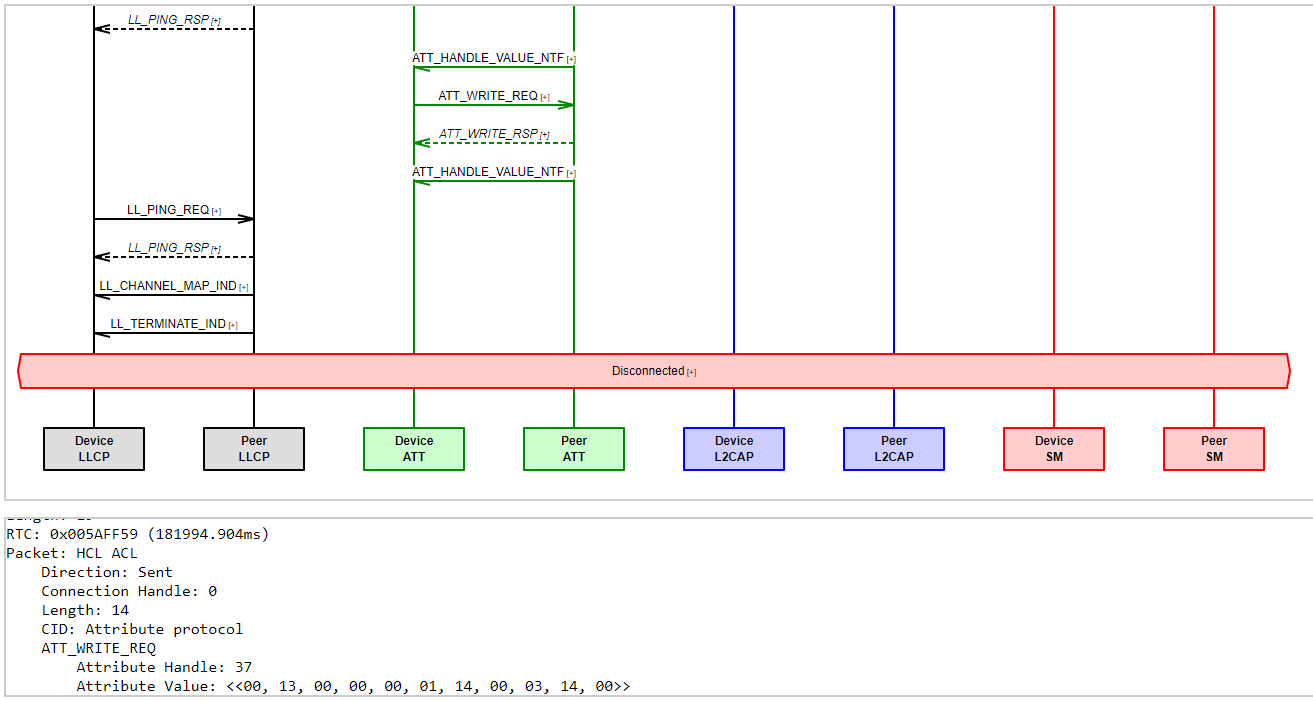 LL_PING_RSP [+]
ATT_HANDLE_VALUE_NTF [+]
ATT_WRITE_REQ [+]
ATT_WRITE_RSP [+]
ATT_HANDLE_VALUE_NTF [+]
LL_PING_REQ [+]
LL_PING_RSP [+]
LL_CHANNEL_MAP_IND [+]
LL_TERMINATE_IND [+]
Disconnected [+]
Device
LLCP
Peer
LLCP
Device
ATT
Peer
ATT
Device
L2CAP
Peer
L2CAP
Device
SM
Peer
SM
RTC: 0x005AFF59 (181994.904ms)
Packet: HCL ACL
Direction: Sent
Connection Handle: 0
Length: 14
CID: Attribute protocol
ATT_WRITE_REQ
Attribute Handle: 37
Attribute Value: <<00, 13, 00, 00, 00, 01, 14, 00, 03, 14, 00>>